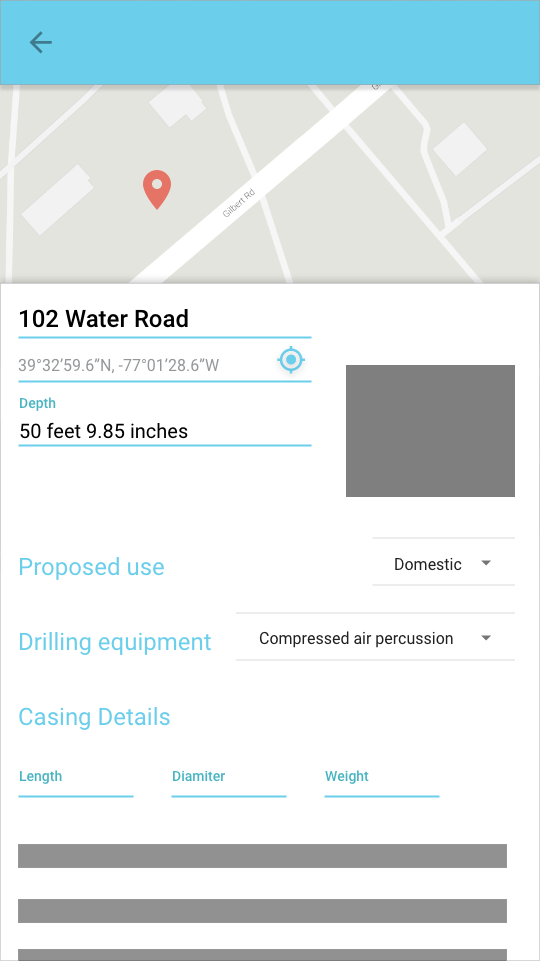 Gilbert Rd
102 Water Road
39°32′59.6″N, -77°01′28.6″W
Depth
50 feet 9.85 inches
Proposed use
Domestic
Drilling equipment
Compressed air percussion
Casing Details
Length
Diamiter
Weight